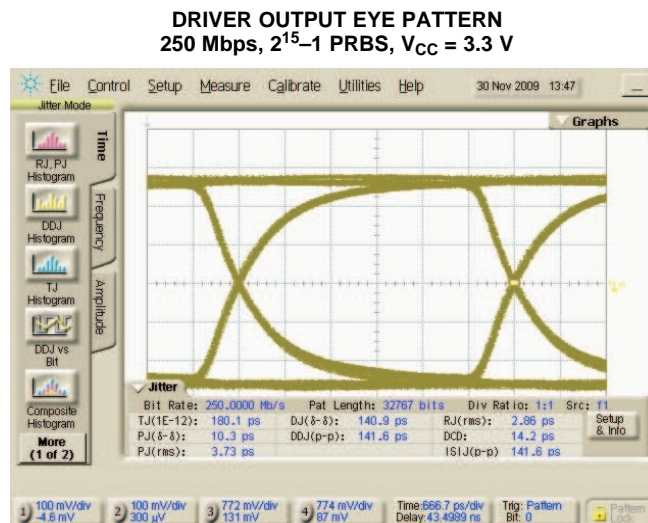 DRIVER OUTPUT EYE PATTERN
250 Mbps, 2¹⁵–1 PRBS, VCC = 3.3 V
File Control Setup Measure Calibrate Utilities Help 30 Nov 2009 13:47
Jitter Mode
Graphs
Time
Frequency
Amplitude
RJ, PJ
Histogram
DDJ
Histogram
TJ
Histogram
DDJ vs
Bit
Composite
Histogram
More
(1 of 2)
Jitter
Bit Rate: 250.0000 Mb/s Pat Length: 32767 bits Div Ratio: 1:1 Src: f1
TJ(1E-12): 180.1 ps DJ(δ-δ): 140.9 ps RJ(rms): 2.86 ps
PJ(δ-δ): 10.3 ps DDJ(p-p): 141.6 ps DCD: 14.2 ps
PJ(rms): 3.73 ps ISIJ(p-p) 141.6 ps
Setup
& Info
1) 100 mV/div
-4.6 mV
2) 100 mV/div
300 µV
3) 772 mV/div
131 mV
4) 774 mV/div
87 mV
Time:666.7 ps/div
Delay:43.4989 ns
Trig: Pattern
Bit: 0
Pattern
Lock